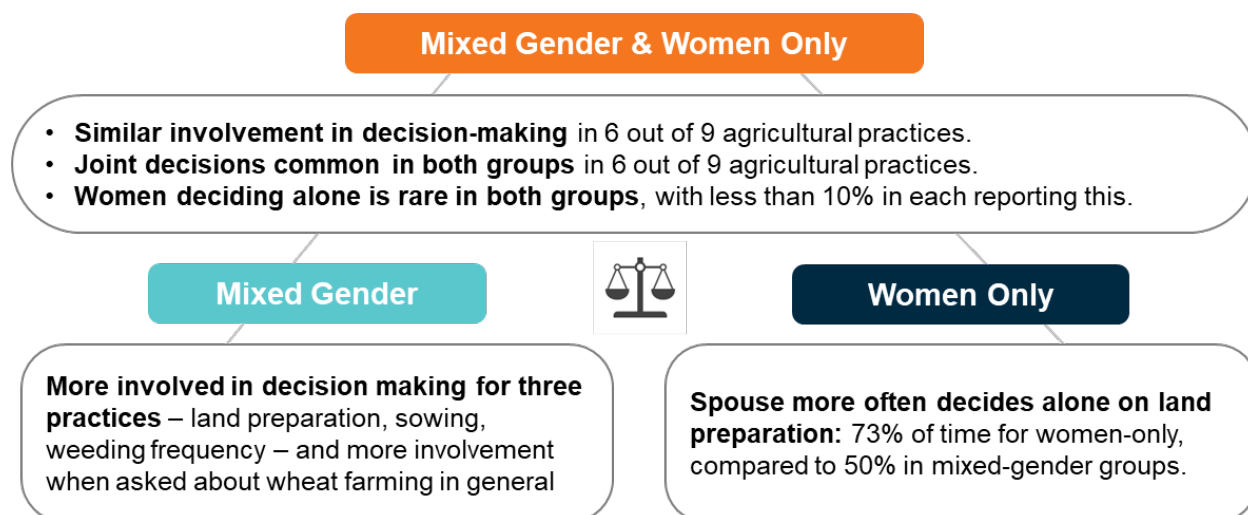 Mixed Gender & Women Only
• Similar involvement in decision-making in 6 out of 9 agricultural practices.
• Joint decisions common in both groups in 6 out of 9 agricultural practices.
• Women deciding alone is rare in both groups, with less than 10% in each reporting this.
Mixed Gender
Women Only
More involved in decision making for three
practices – land preparation, sowing,
weeding frequency – and more involvement
when asked about wheat farming in general
Spouse more often decides alone on land
preparation: 73% of time for women-only,
compared to 50% in mixed-gender groups.